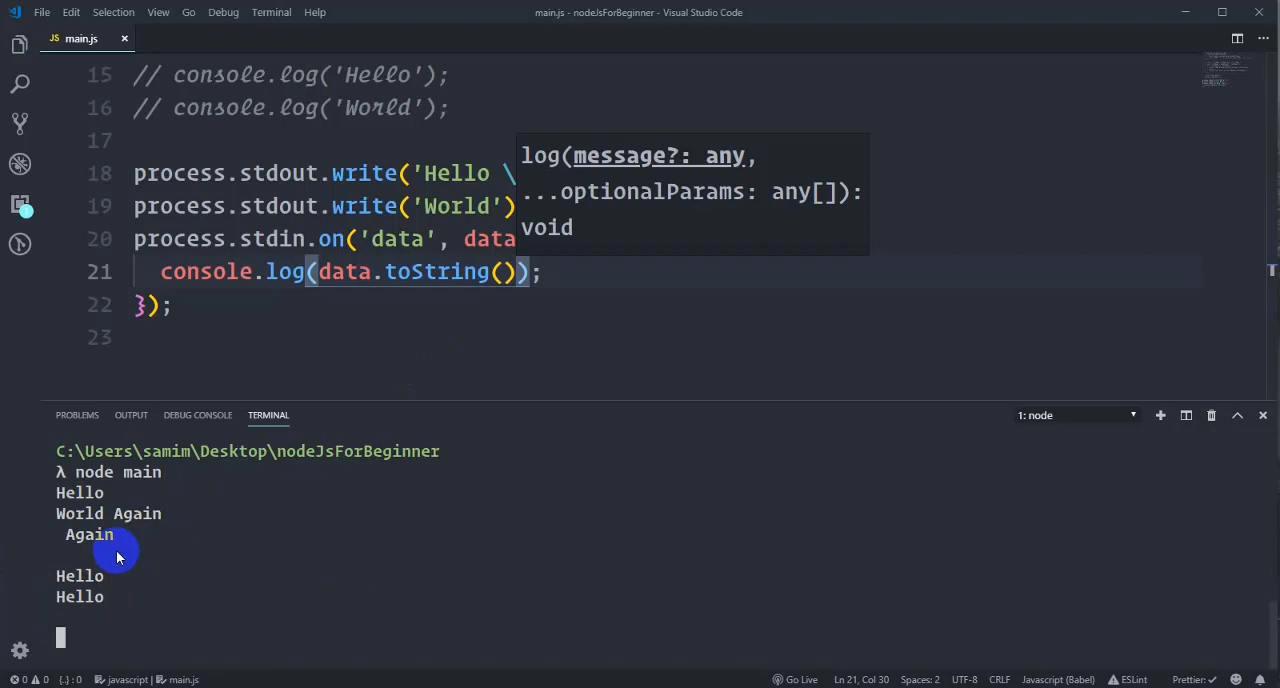 File Edit Selection View Go Debug Terminal Help main.js - nodeJsForBeginner - Visual Studio Code
JS main.js ×
15 // console.log('Hello');
16 // console.log('World');
17
18 process.stdout.write('Hello \
19 process.stdout.write('World')
20 process.stdin.on('data', data
21 console.log(data.toString());
22 });
23
log(message?: any,
...optionalParams: any[]):
void
PROBLEMS OUTPUT DEBUG CONSOLE TERMINAL 1: node
C:\Users\samim\Desktop\nodeJsForBeginner
λ node main
Hello
World Again
Again
Hello
Hello
0 0 {..} : 0 javascript | main.js Go Live Ln 21, Col 30 Spaces: 2 UTF-8 CRLF Javascript (Babel) ESLint Prettier: ✓